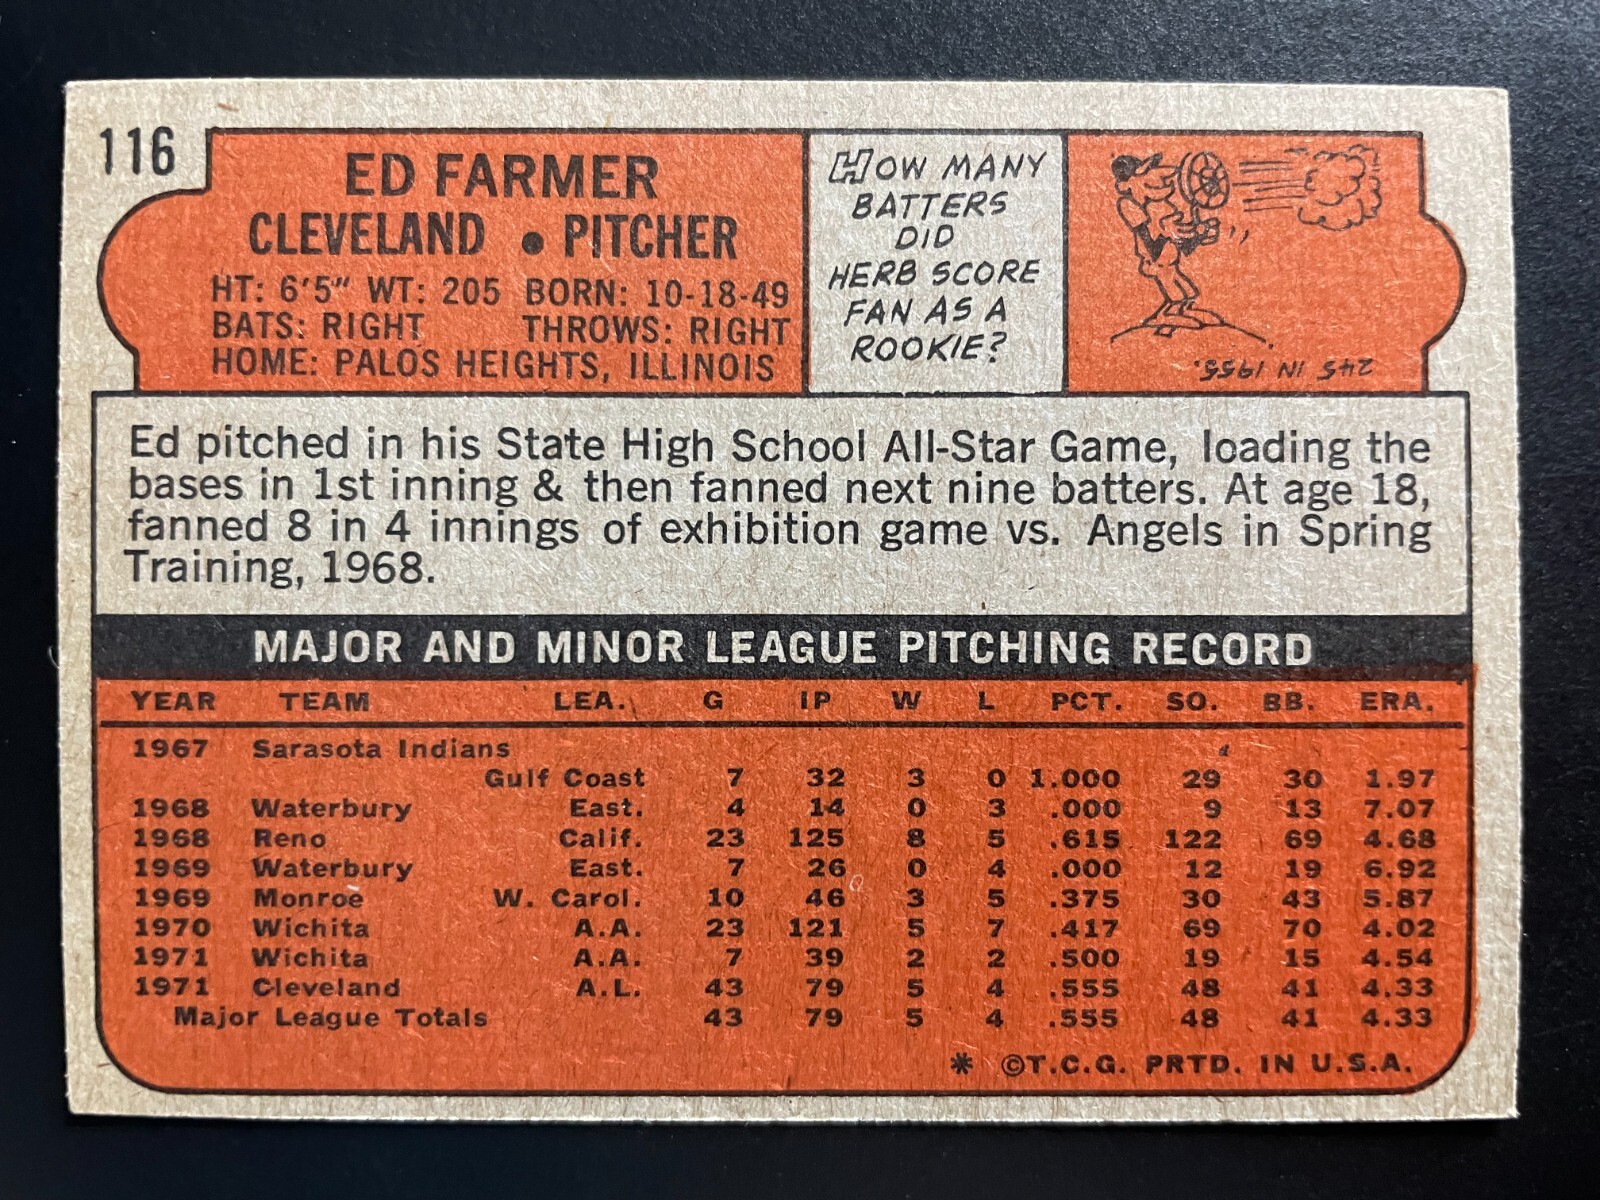 116
ED FARMER
CLEVELAND • PITCHER
HT: 6'5" WT: 205 BORN: 10-18-49
BATS: RIGHT THROWS: RIGHT
HOME: PALOS HEIGHTS, ILLINOIS
HOW MANY
BATTERS
DID
HERB SCORE
FAN AS A
ROOKIE?
245 IN 1955.
Ed pitched in his State High School All-Star Game, loading the
bases in 1st inning & then fanned next nine batters. At age 18,
fanned 8 in 4 innings of exhibition game vs. Angels in Spring
Training, 1968.
MAJOR AND MINOR LEAGUE PITCHING RECORD
YEAR TEAM LEA. G IP W L PCT. SO. BB. ERA.
1967 Sarasota Indians
Gulf Coast 7 32 3 0 1.000 29 30 1.97
1968 Waterbury East. 4 14 0 3 .000 9 13 7.07
1968 Reno Calif. 23 125 8 5 .615 122 69 4.68
1969 Waterbury East. 7 26 0 4 .000 12 19 6.92
1969 Monroe W. Carol. 10 46 3 5 .375 30 43 5.87
1970 Wichita A.A. 23 121 5 7 .417 69 70 4.02
1971 Wichita A.A. 7 39 2 2 .500 19 15 4.54
1971 Cleveland A.L. 43 79 5 4 .555 48 41 4.33
Major League Totals 43 79 5 4 .555 48 41 4.33
* ©T.C.G. PRTD. IN U.S.A.